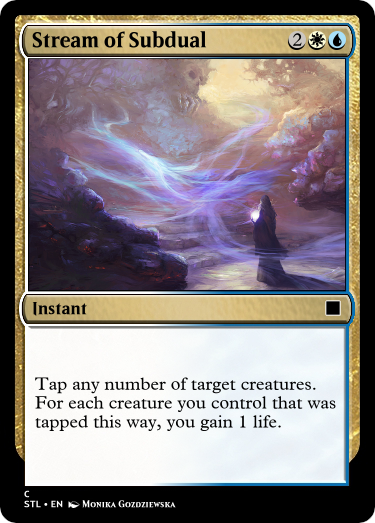 Stream of Subdual 2
Instant
Tap any number of target creatures.
For each creature you control that was
tapped this way, you gain 1 life.
C
STL • EN Monika Gozdziewska